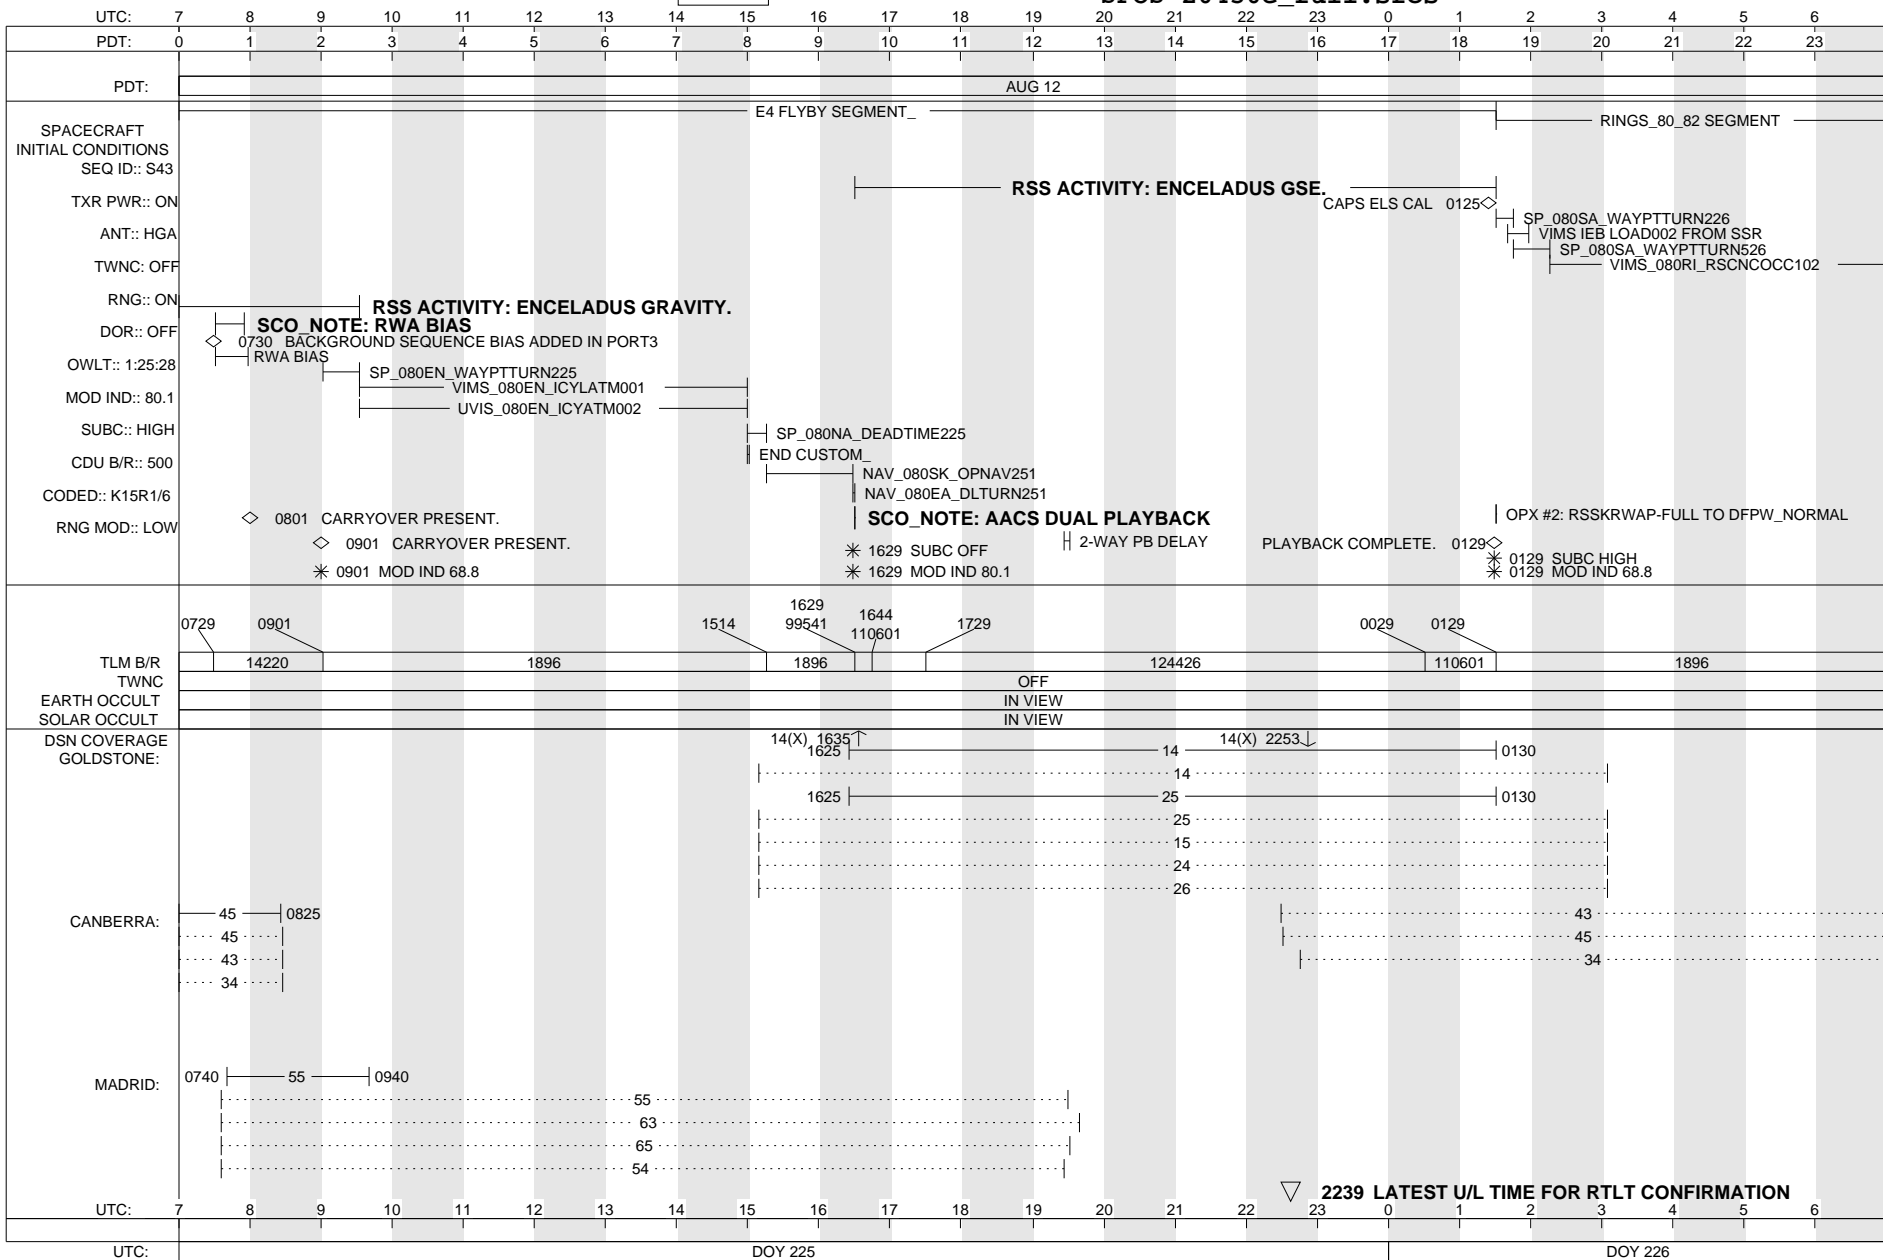 UTC: 7 8 9 10 11 12 13 14 15 16 17 18 19 20 21 22 23 0 1 2 3 4 5 6
PDT: 0 1 2 3 4 5 6 7 8 9 10 11 12 13 14 15 16 17 18 19 20 21 22 23
PDT: AUG 12
E4 FLYBY SEGMENT_
RINGS_80_82 SEGMENT
SPACECRAFT
INITIAL CONDITIONS
SEQ ID:: S43
RSS ACTIVITY: ENCELADUS GSE.
TXR PWR:: ON
CAPS ELS CAL 0125
SP_080SA_WAYPTTURN226
ANT:: HGA
VIMS IEB LOAD002 FROM SSR
SP_080SA_WAYPTTURN526
TWNC: OFF
VIMS_080RI_RSCNCOCC102
RNG:: ON
RSS ACTIVITY: ENCELADUS GRAVITY.
SCO_NOTE: RWA BIAS
DOR:: OFF
0730 BACKGROUND SEQUENCE BIAS ADDED IN PORT3
RWA BIAS
OWLT:: 1:25:28
SP_080EN_WAYPTTURN225
VIMS_080EN_ICYLATM001
MOD IND:: 80.1
UVIS_080EN_ICYATM002
SUBC:: HIGH
SP_080NA_DEADTIME225
END CUSTOM_
CDU B/R:: 500
NAV_080SK_OPNAV251
CODED:: K15R1/6
NAV_080EA_DLTURN251
0801 CARRYOVER PRESENT.
SCO_NOTE: AACS DUAL PLAYBACK
OPX #2: RSSKRWAP-FULL TO DFPW_NORMAL
RNG MOD:: LOW
0901 CARRYOVER PRESENT.
1629 SUBC OFF
2-WAY PB DELAY
PLAYBACK COMPLETE. 0129
0129 SUBC HIGH
0901 MOD IND 68.8
1629 MOD IND 80.1
0129 MOD IND 68.8
0729 0901 1514 1629 99541 1644 110601 1729 0029 0129
TLM B/R 14220 1896 1896 124426 110601 1896
TWNC OFF
EARTH OCCULT IN VIEW
SOLAR OCCULT IN VIEW
DSN COVERAGE
GOLDSTONE:
14(X) 1635 14(X) 2253
1625 14 0130
14
1625 25 0130
25
15
24
26
CANBERRA: 45 0825 43
45 45
43 34
34
MADRID: 0740 55 0940
55
63
65
54
2239 LATEST U/L TIME FOR RTLT CONFIRMATION
UTC: 7 8 9 10 11 12 13 14 15 16 17 18 19 20 21 22 23 0 1 2 3 4 5 6
UTC: DOY 225 DOY 226